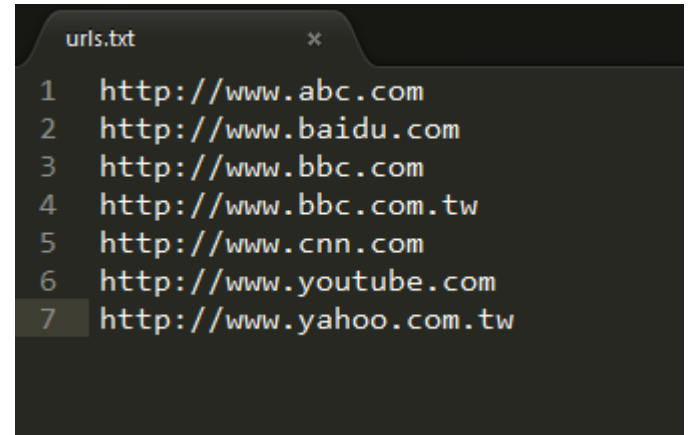 urls.txt ×
1 http://www.abc.com
2 http://www.baidu.com
3 http://www.bbc.com
4 http://www.bbc.com.tw
5 http://www.cnn.com
6 http://www.youtube.com
7 http://www.yahoo.com.tw